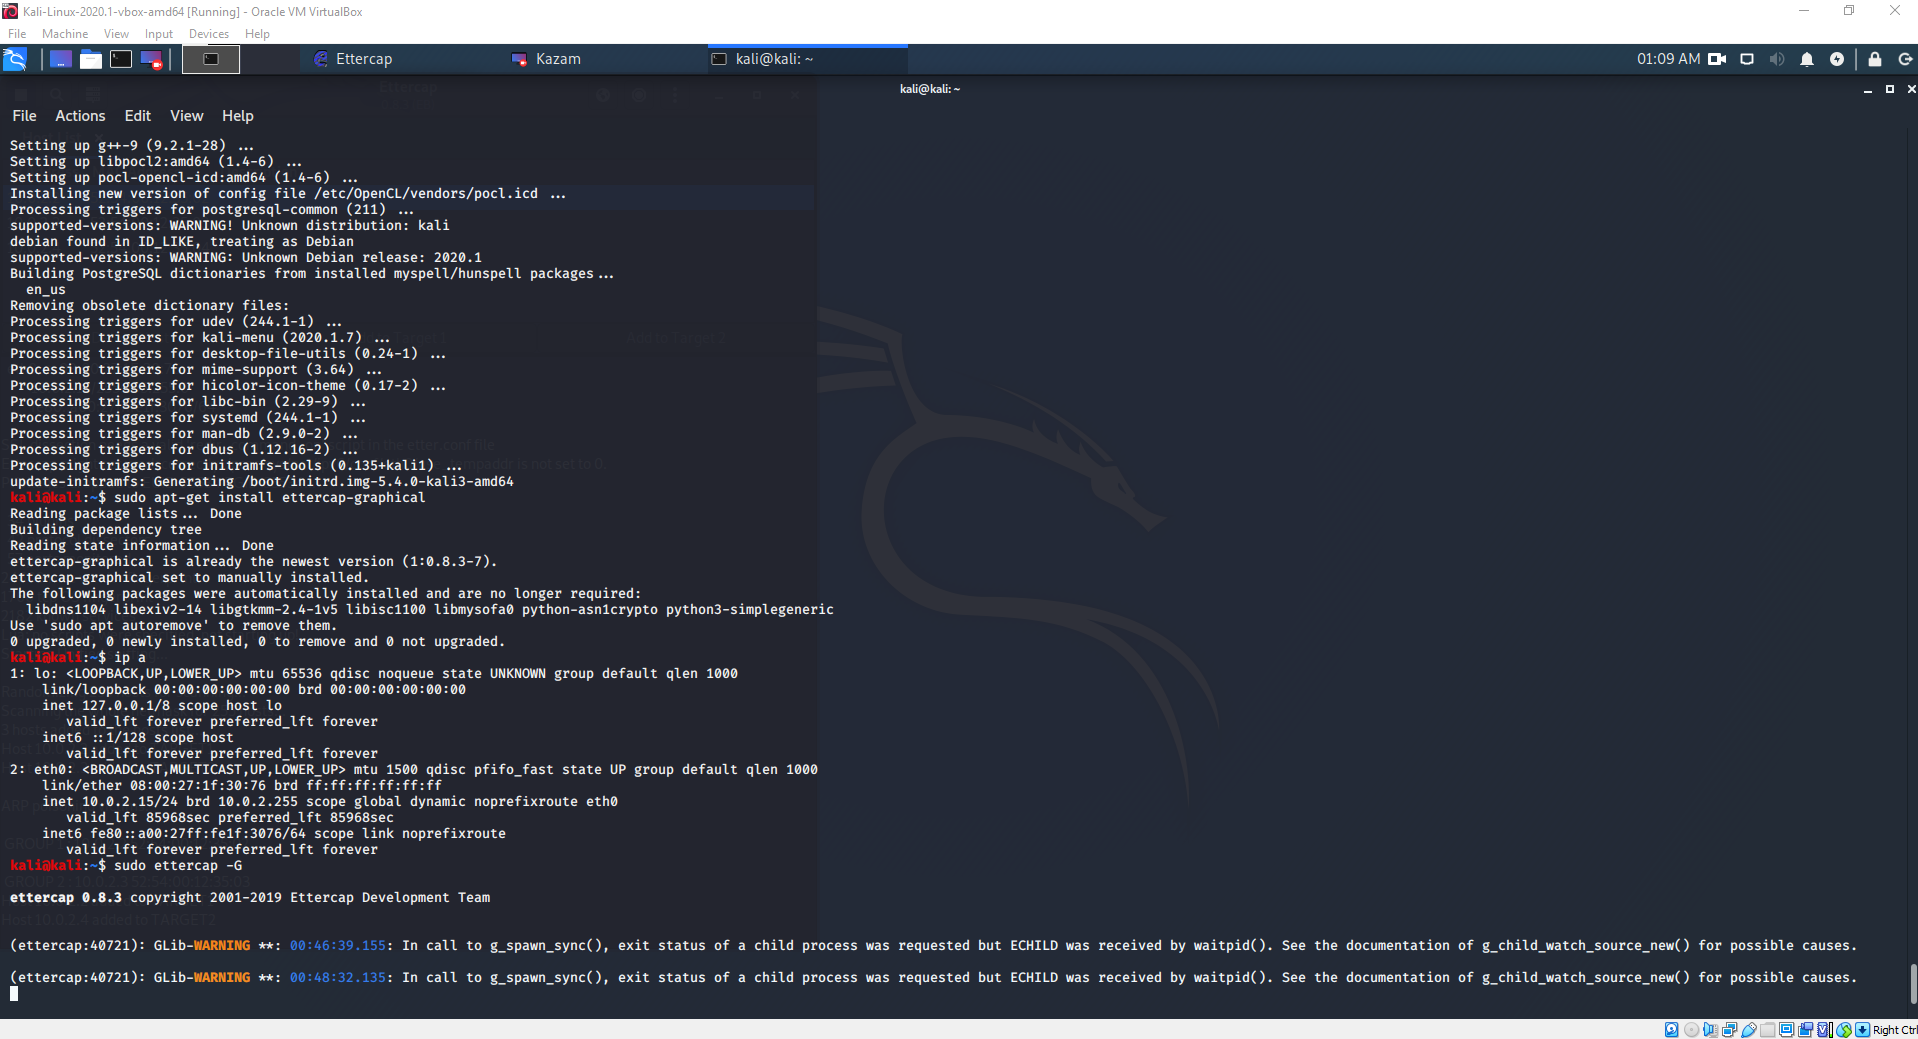 Kali-Linux-2020.1-vbox-amd64 [Running] - Oracle VM VirtualBox
File Machine View Input Devices Help
Ettercap Kazam kali@kali: ~ 01:09 AM
Ettercap
kali@kali: ~
File Actions Edit View Help
Setting up g++-9 (9.2.1-28) ...
Setting up libpocl2:amd64 (1.4-6) ...
Setting up pocl-opencl-icd:amd64 (1.4-6) ...
Installing new version of config file /etc/OpenCL/vendors/pocl.icd ...
Processing triggers for postgresql-common (211) ...
supported-versions: WARNING! Unknown distribution: kali
debian found in ID_LIKE, treating as Debian
supported-versions: WARNING: Unknown Debian release: 2020.1
Building PostgreSQL dictionaries from installed myspell/hunspell packages...
en_us
Removing obsolete dictionary files:
Processing triggers for udev (244.1-1) ...
Processing triggers for kali-menu (2020.1.7) ...
Add to Target 2
Processing triggers for desktop-file-utils (0.24-1) ...
Processing triggers for mime-support (3.64) ...
Processing triggers for hicolor-icon-theme (0.17-2) ...
Processing triggers for libc-bin (2.29-9) ...
Processing triggers for systemd (244.1-1) ...
Processing triggers for man-db (2.9.0-2) ...
in the etter.conf file
Processing triggers for dbus (1.12.16-2) ...
Processing triggers for initramfs-tools (0.135+kali1) ...
is not set to 0.
update-initramfs: Generating /boot/initrd.img-5.4.0-kali3-amd64
kali@kali:~$ sudo apt-get install ettercap-graphical
Reading package lists... Done
Building dependency tree
Reading state information... Done
ettercap-graphical is already the newest version (1:0.8.3-7).
ettercap-graphical set to manually installed.
The following packages were automatically installed and are no longer required:
libdns1104 libexiv2-14 libgtkmm-2.4-1v5 libisc1100 libmysofa0 python-asn1crypto python3-simplegeneric
Use 'sudo apt autoremove' to remove them.
0 upgraded, 0 newly installed, 0 to remove and 0 not upgraded.
kali@kali:~$ ip a
1: lo: <LOOPBACK,UP,LOWER_UP> mtu 65536 qdisc noqueue state UNKNOWN group default qlen 1000
link/loopback 00:00:00:00:00:00 brd 00:00:00:00:00:00
inet 127.0.0.1/8 scope host lo
valid_lft forever preferred_lft forever
inet6 ::1/128 scope host
valid_lft forever preferred_lft forever
2: eth0: <BROADCAST,MULTICAST,UP,LOWER_UP> mtu 1500 qdisc pfifo_fast state UP group default qlen 1000
link/ether 08:00:27:1f:30:76 brd ff:ff:ff:ff:ff:ff
inet 10.0.2.15/24 brd 10.0.2.255 scope global dynamic noprefixroute eth0
valid_lft 85968sec preferred_lft 85968sec
inet6 fe80::a00:27ff:fe1f:3076/64 scope link noprefixroute
valid_lft forever preferred_lft forever
kali@kali:~$ sudo ettercap -G
ettercap 0.8.3 copyright 2001-2019 Ettercap Development Team
Host 10.0.2.4 added to TARGET2
(ettercap:40721): GLib-WARNING **: 00:46:39.155: In call to g_spawn_sync(), exit status of a child process was requested but ECHILD was received by waitpid(). See the documentation of g_child_watch_source_new() for possible causes.
(ettercap:40721): GLib-WARNING **: 00:48:32.135: In call to g_spawn_sync(), exit status of a child process was requested but ECHILD was received by waitpid(). See the documentation of g_child_watch_source_new() for possible causes.
Right Ctrl